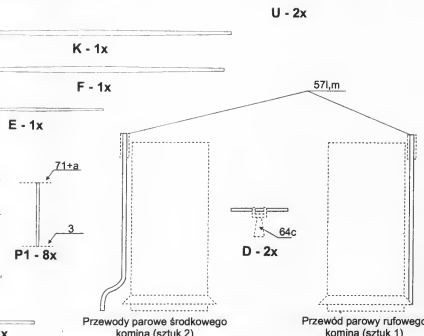 U - 2x
K - 1x
F - 1x
57l,m
E - 1x
71+a
3
P1 - 8x
64c
D - 2x
Przewody parowe środkowego
komina (sztuk 2)
Przewód parowy rufowego
komina (sztuk 1)